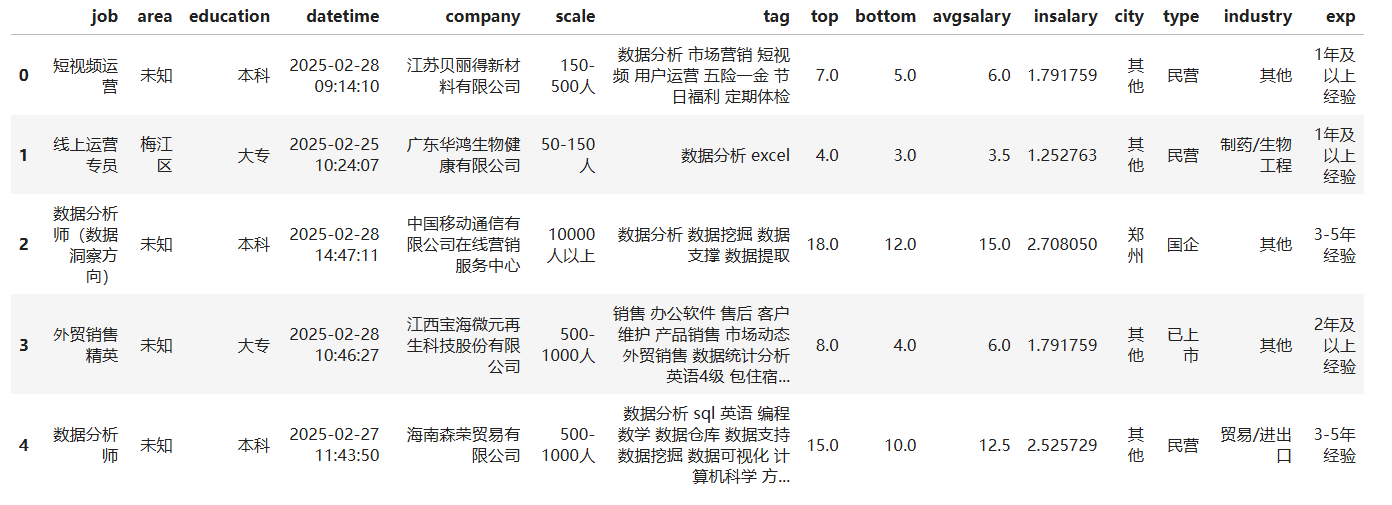 job area education datetime company scale tag top bottom avgsalary insalary city type industry exp
0 短视频运营 未知 本科 2025-02-28 09:14:10 江苏贝丽得新材料有限公司 150-500人 数据分析 市场营销 短视频 用户运营 五险一金 节日福利 定期体检 7.0 5.0 6.0 1.791759 其他 民营 其他 1年及以上经验
1 线上运营专员 梅江区 大专 2025-02-25 10:24:07 广东华鸿生物健康有限公司 50-150人 数据分析 excel 4.0 3.0 3.5 1.252763 其他 民营 制药/生物工程 1年及以上经验
2 数据分析师（数据洞察方向） 未知 本科 2025-02-28 14:47:11 中国移动通信有限公司在线营销服务中心 10000人以上 数据分析 数据挖掘 数据支撑 数据提取 18.0 12.0 15.0 2.708050 郑州 国企 其他 3-5年经验
3 外贸销售精英 未知 大专 2025-02-28 10:46:27 江西宝海微元再生科技股份有限公司 500-1000人 销售 办公软件 售后 客户维护 产品销售 市场动态 外贸销售 数据统计分析 英语4级 包住宿... 8.0 4.0 6.0 1.791759 其他 已上市 其他 2年及以上经验
4 数据分析师 未知 本科 2025-02-27 11:43:50 海南森荣贸易有限公司 500-1000人 数据分析 sql 英语 编程 数学 数据仓库 数据支持 数据挖掘 数据可视化 计算机科学 方... 15.0 10.0 12.5 2.525729 其他 民营 贸易/进出口 3-5年经验